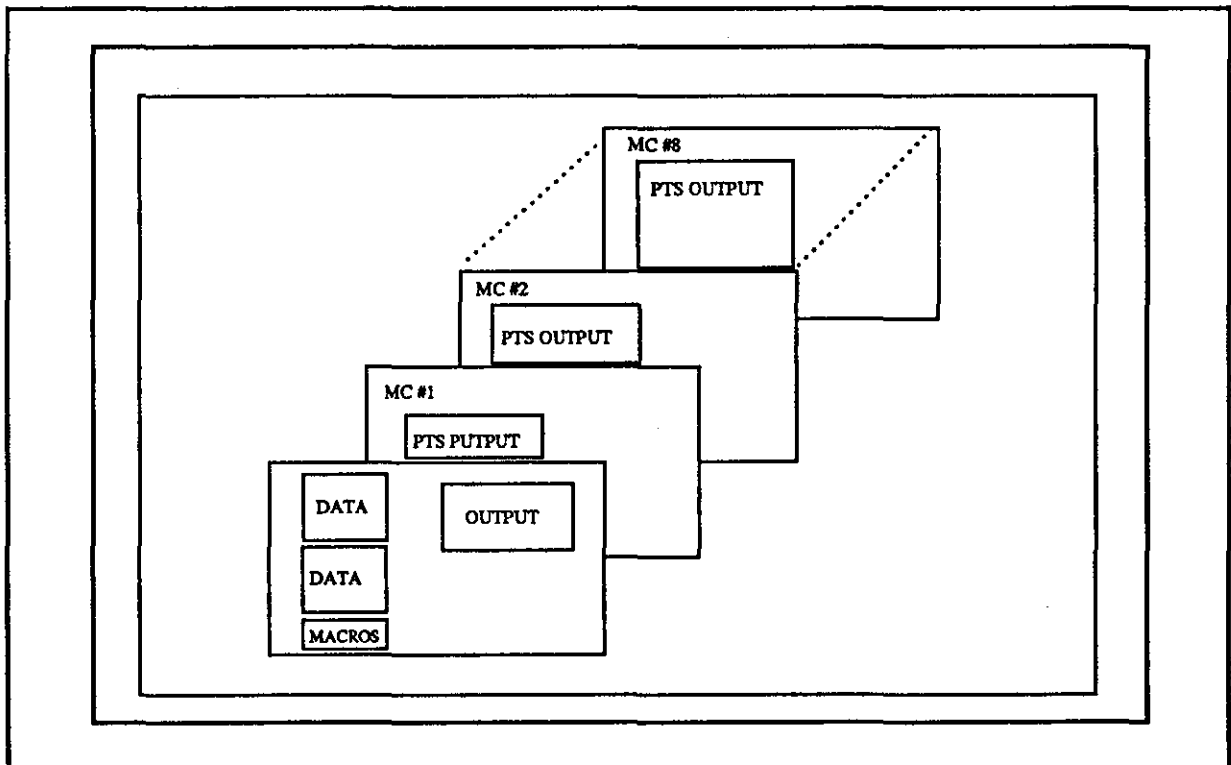 MC #8
PTS OUTPUT
MC #2
PTS OUTPUT
MC #1
PTS PUTPUT
DATA
OUTPUT
DATA
MACROS